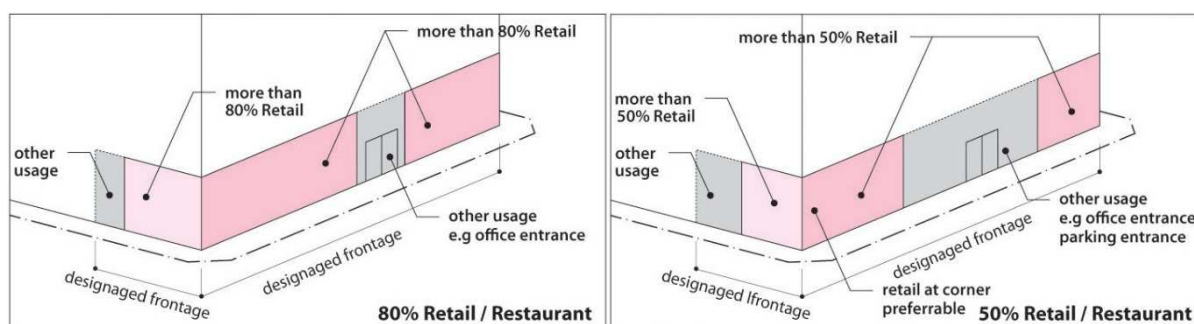 more than 80% Retail
more than
80% Retail
other
usage
other usage
e.g office entrance
designaged frontage
designaged frontage
80% Retail / Restaurant
more than 50% Retail
more than
50% Retail
other
usage
other usage
e.g office entrance
parking entrance
designaged frontage
designaged lfrontage
retail at corner
preferrable
50% Retail / Restaurant